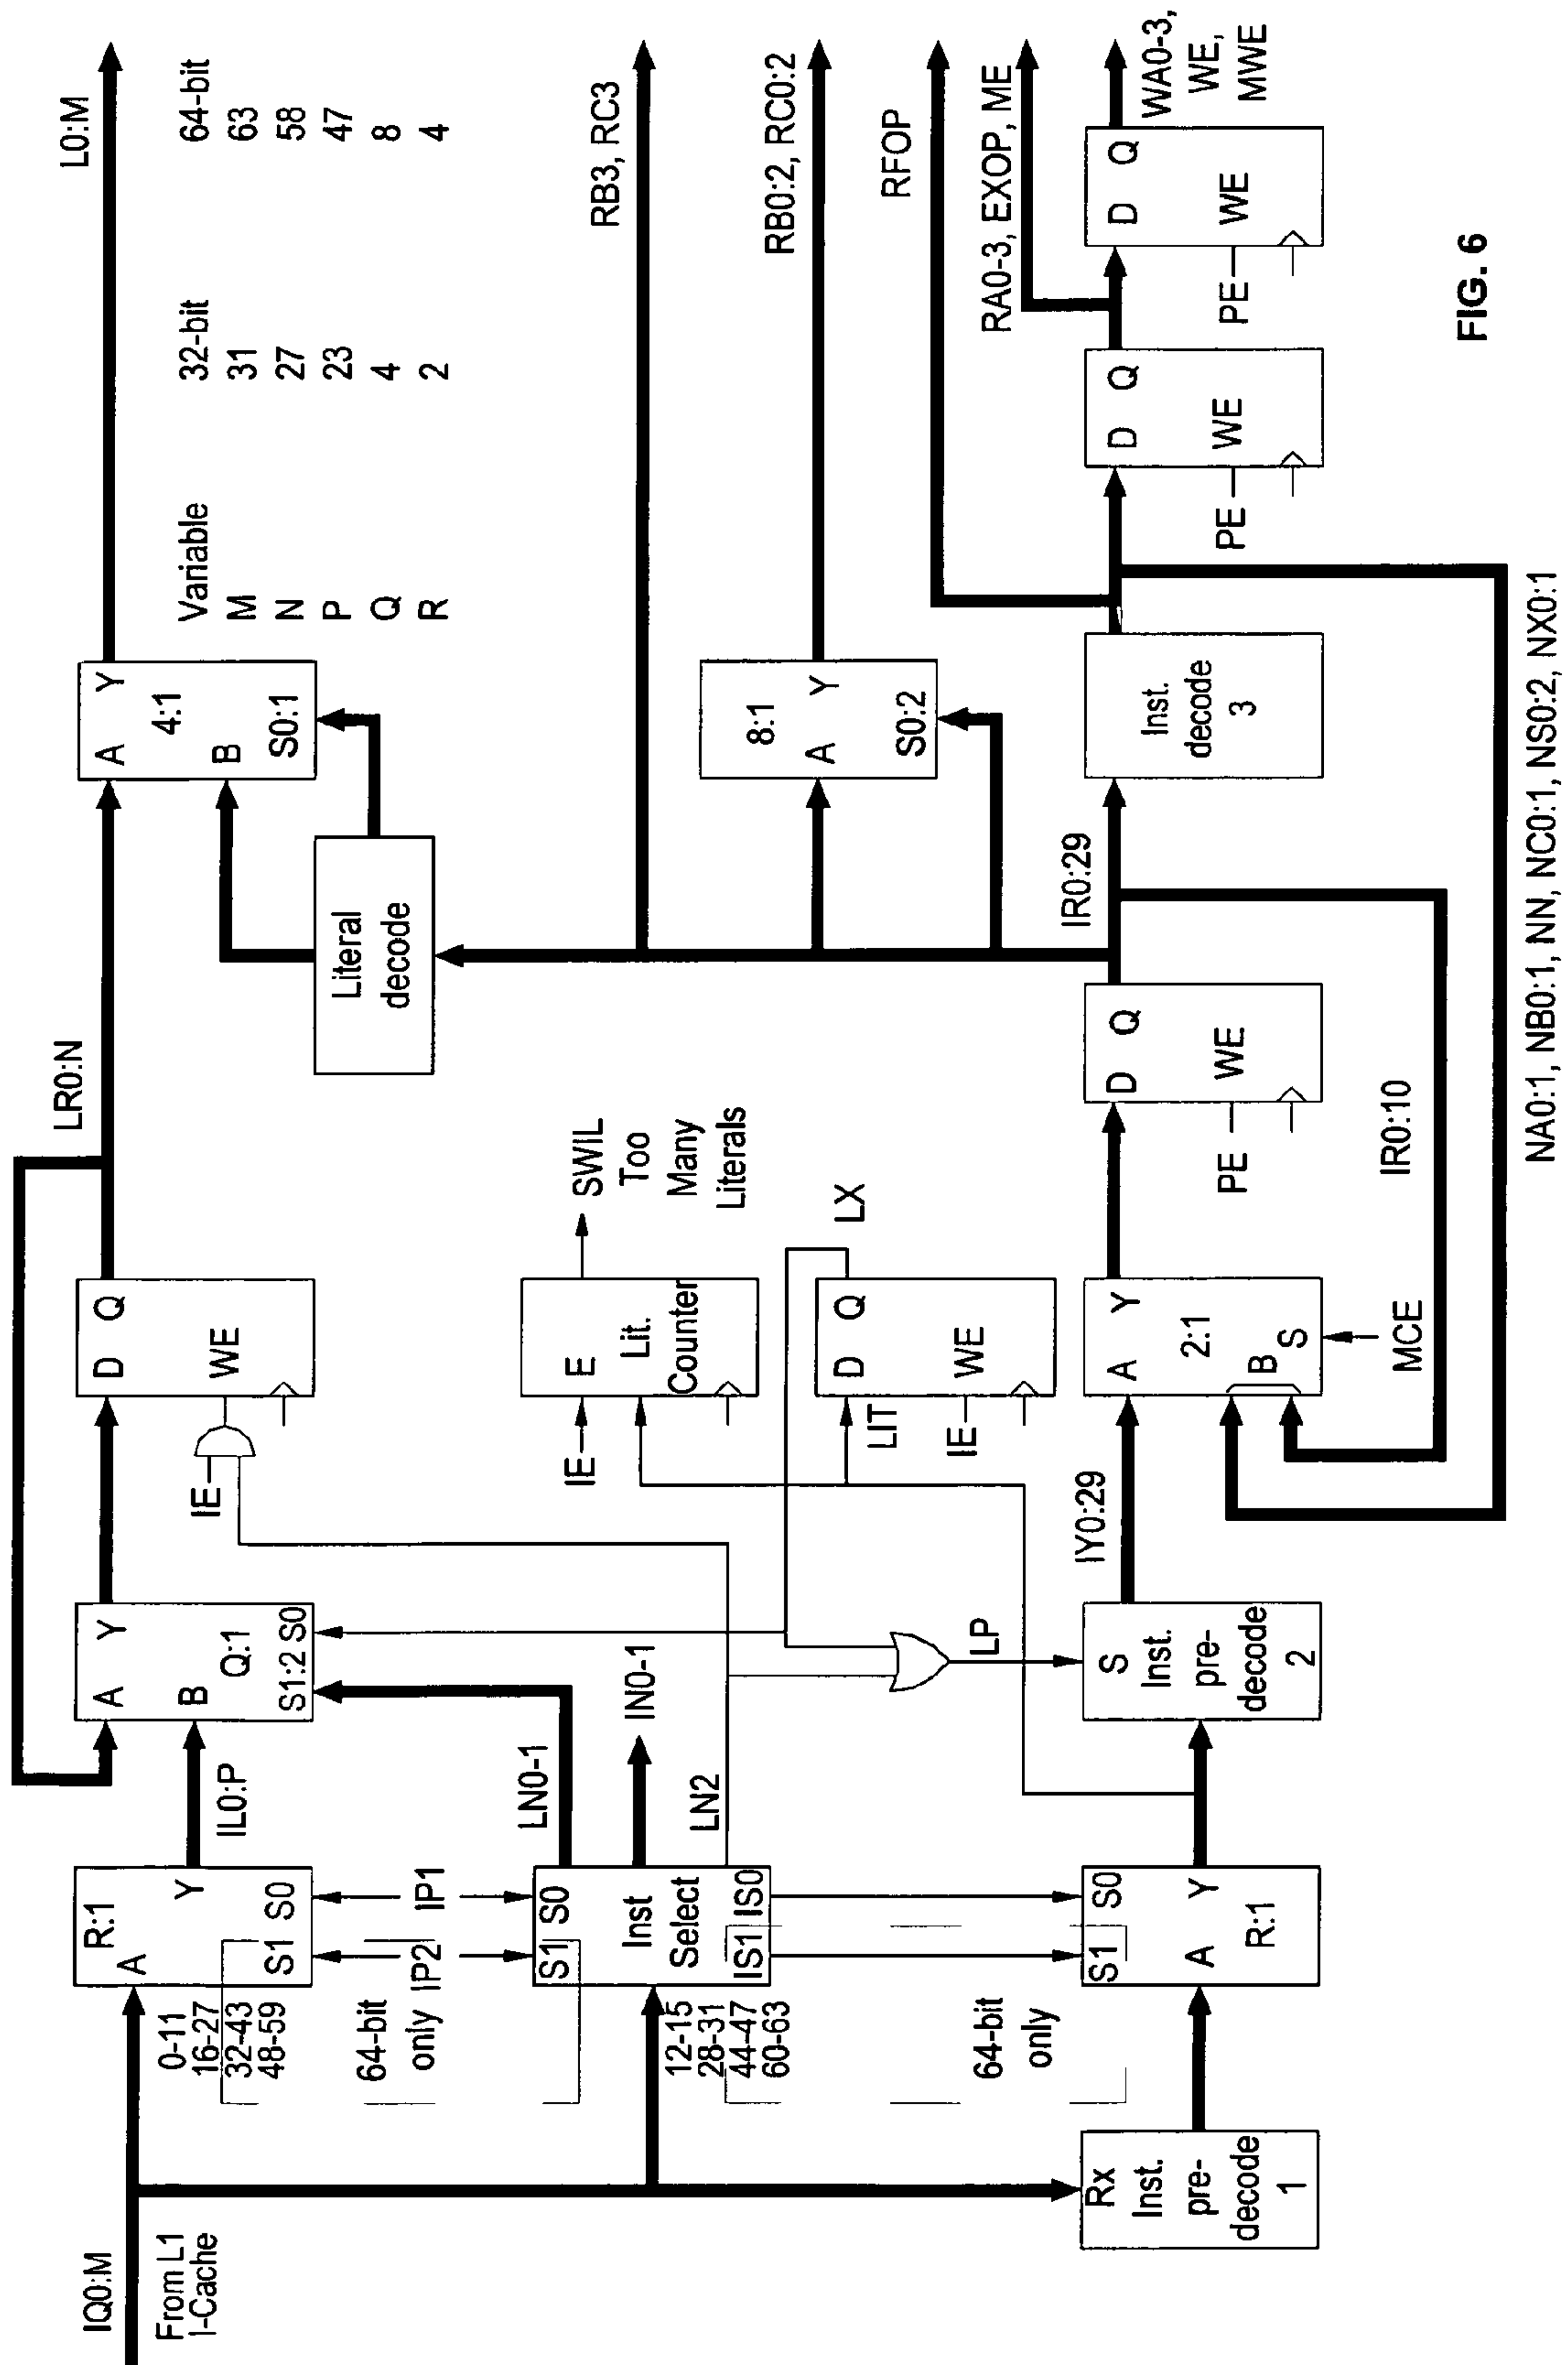 IQ0:M
From L1
I-Cache
R:1
A
Y
S1 S0
0-11
16-27
32-43
48-59
64-bit
only
IP2
IP1
IL0:P
A Y
B
Q:1
S1:2 S0
IE
D Q
WE
LR0:N
Literal
decode
A Y
4:1
B
S0:1
L0:M
Variable 32-bit 64-bit
M 31 63
N 27 58
P 23 47
Q 4 8
R 2 4
S1 S0
Inst
Select
IS1 IS0
12-15
28-31
44-47
60-63
64-bit
only
LN0-1
IN0-1
LN2
IE
E
Lit.
Counter
SWIL
Too
Many
Literals
LIT
D Q
IE
WE
LX
LP
RB3, RC3
8:1
A Y
S0:2
RB0:2, RC0:2
RFOP
RA0-3, EXOP, ME
Rx
Inst.
pre-
decode
1
S1 S0
A Y
R:1
S
Inst.
pre-
decode
2
IY0:29
A Y
2:1
B S
MCE
D Q
PE
WE
IR0:29
IR0:10
Inst.
decode
3
D Q
PE
WE
D Q
PE
WE
WA0-3,
WE,
MWE
NA0:1, NB0:1, NN, NC0:1, NS0:2, NX0:1
FIG. 6